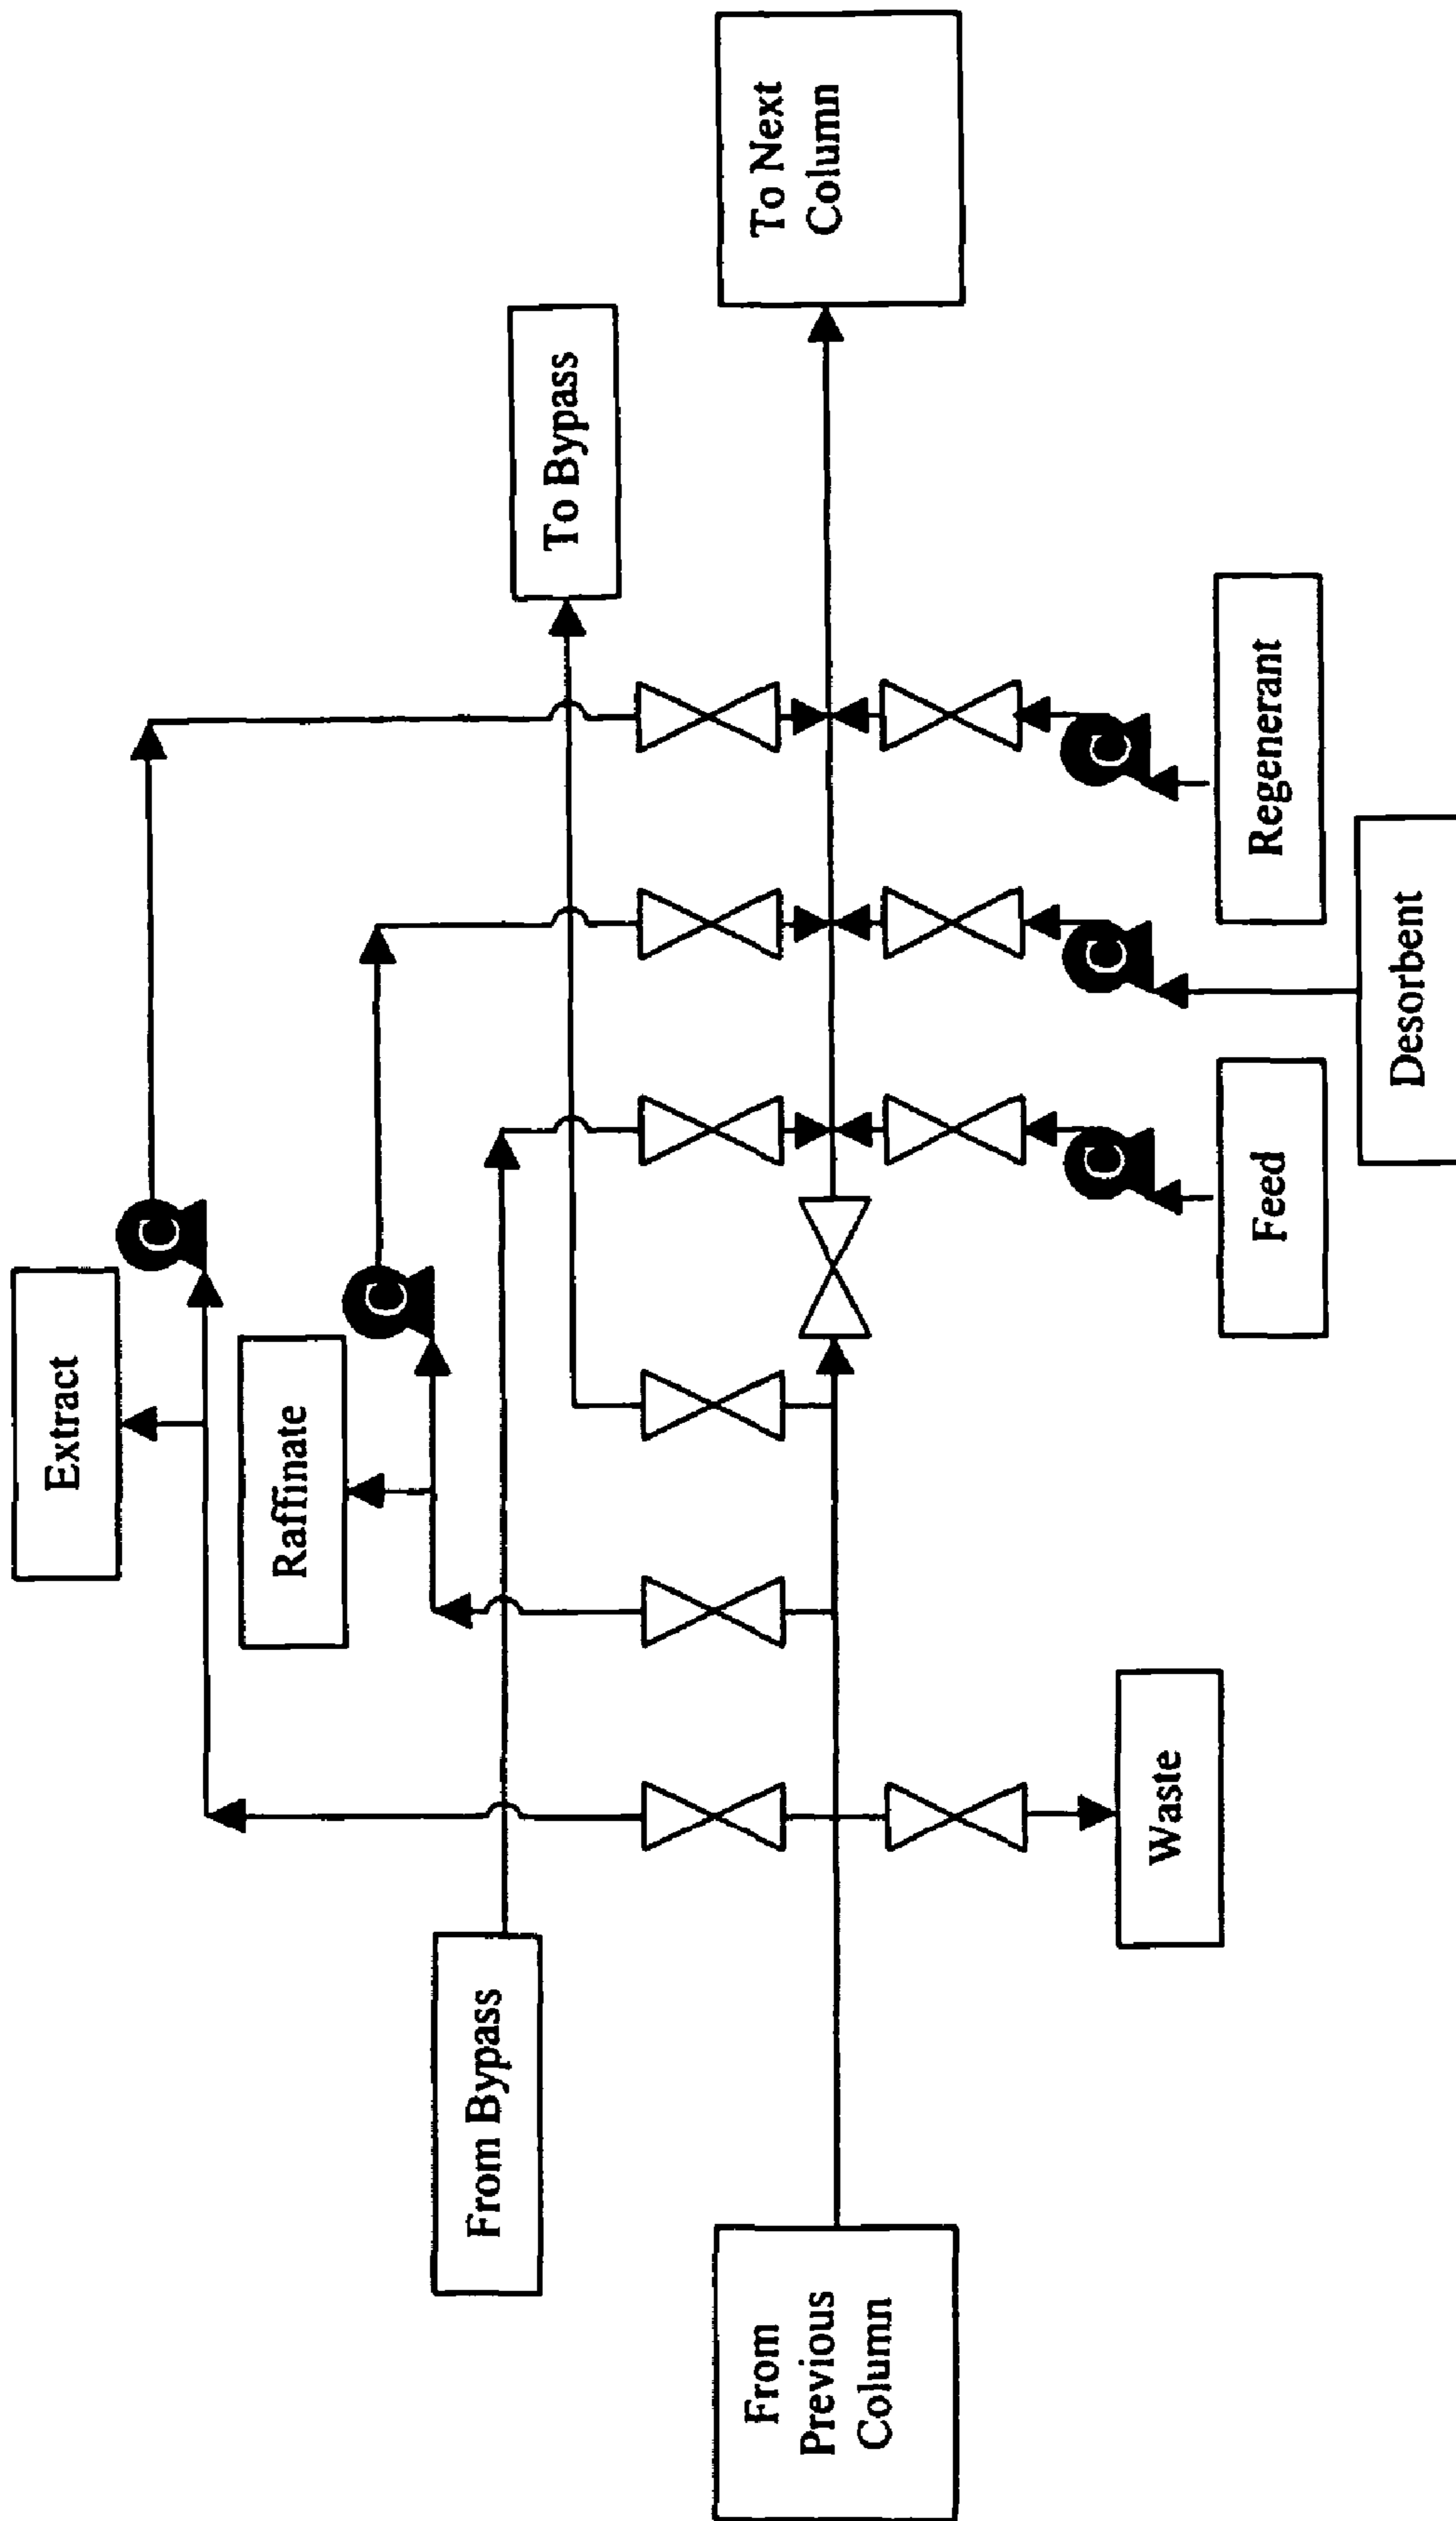 Extract
Raffinate
From Bypass
To Bypass
From
Previous
Column
To Next
Column
Waste
Feed
Desorbent
Regenerant
C
C
C
C
C